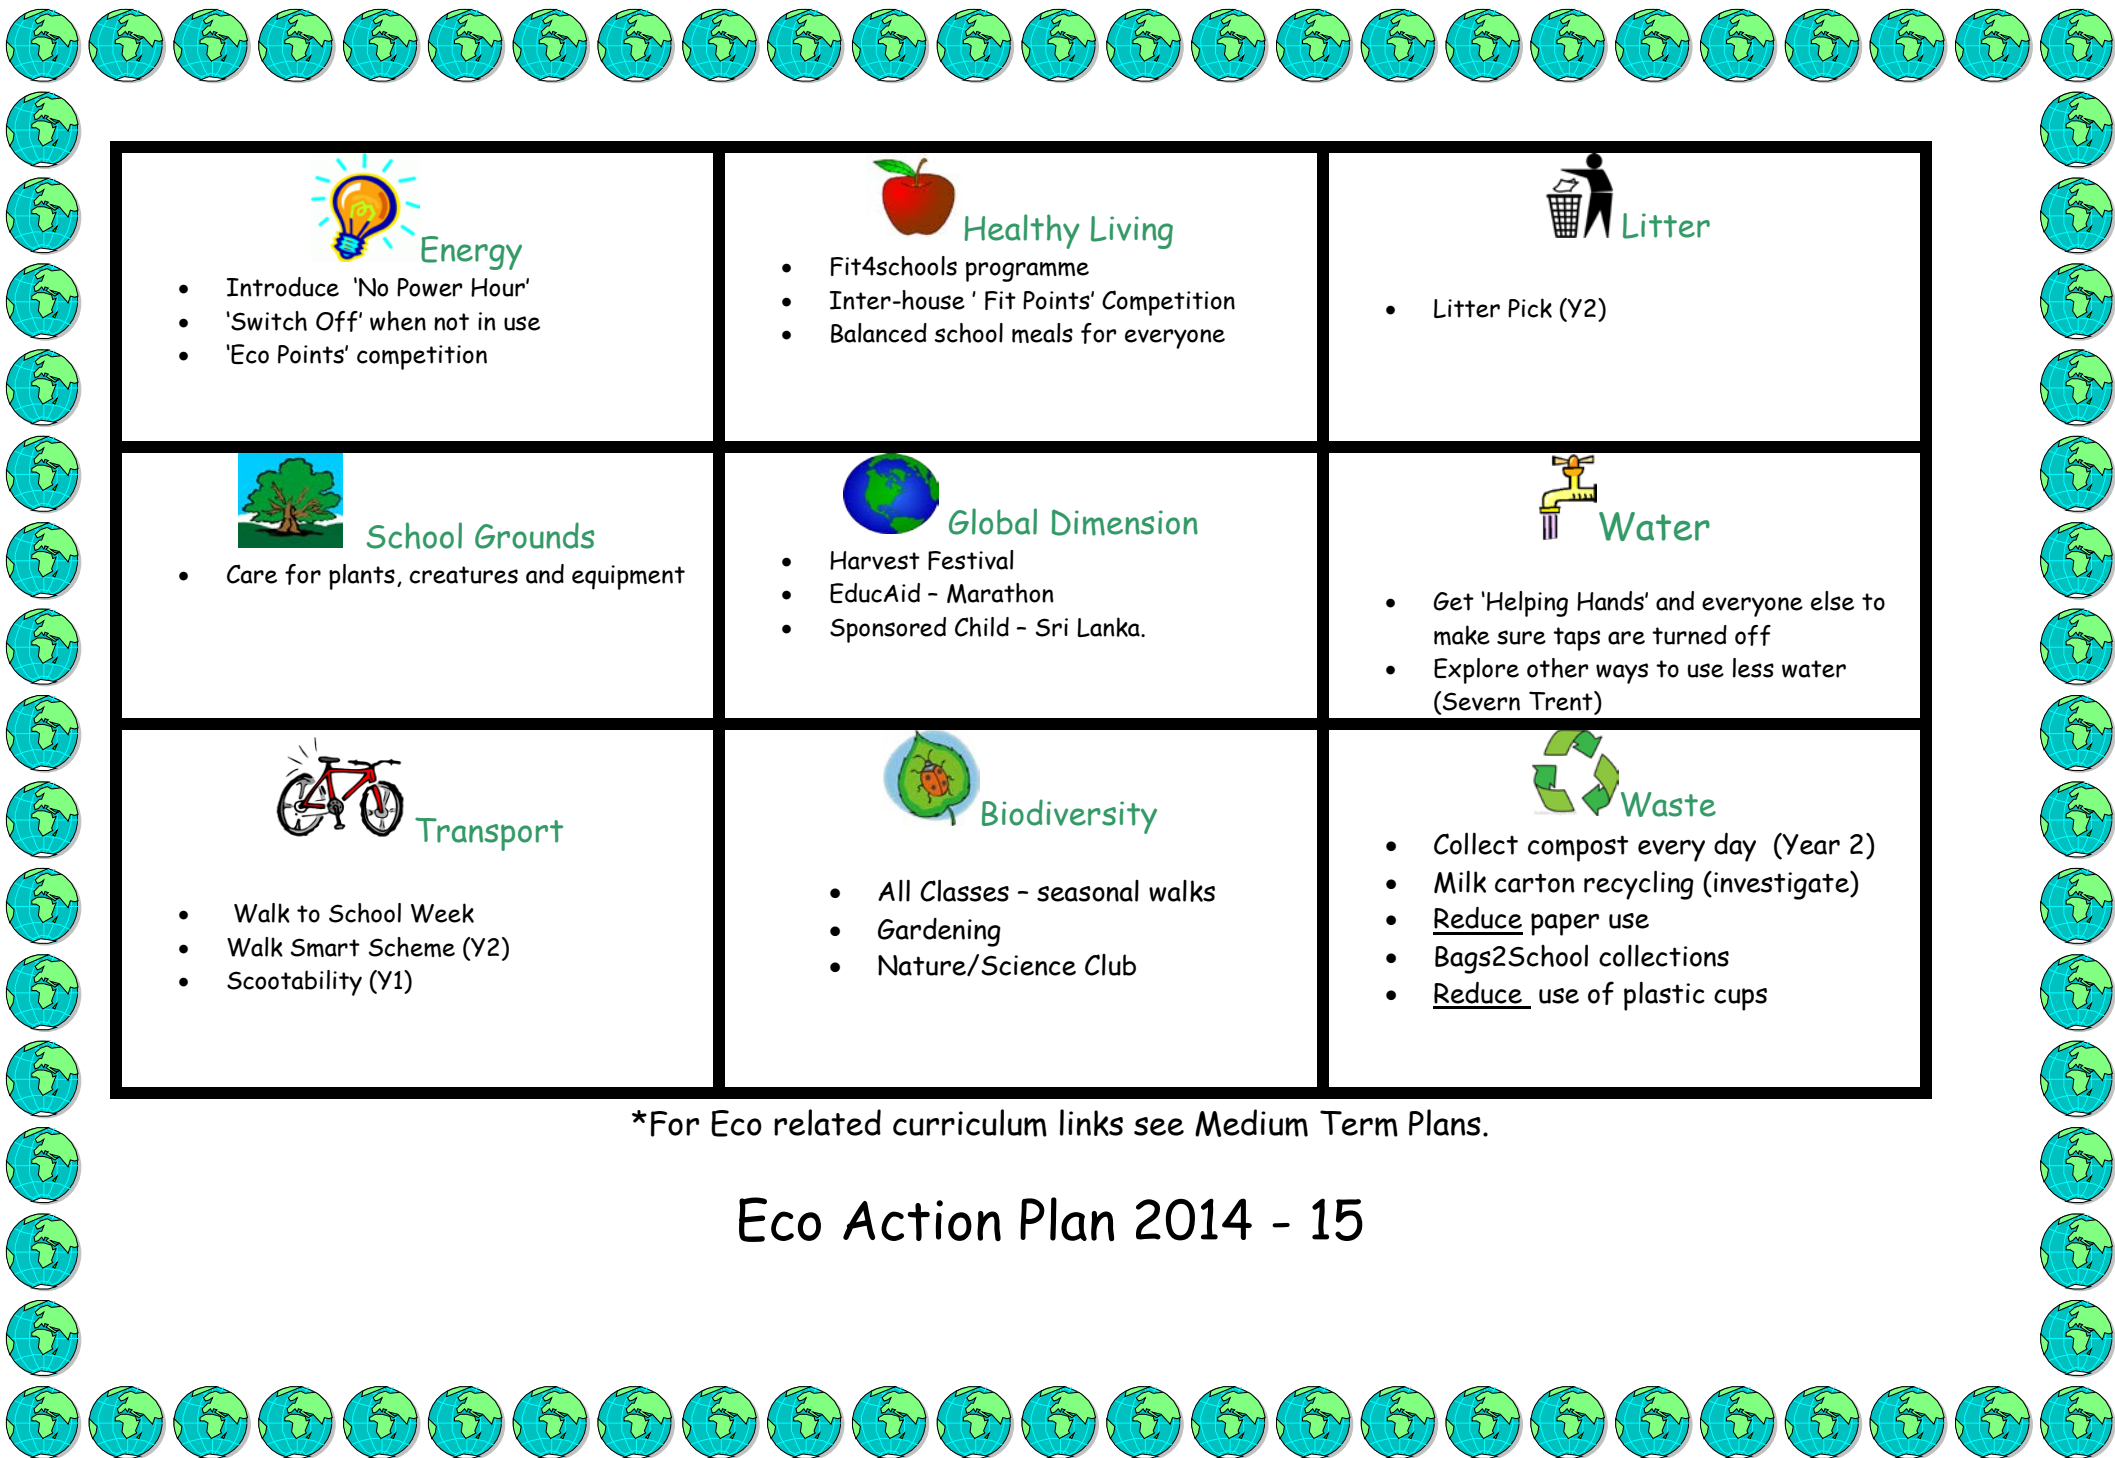 Energy
• Introduce  ‘No Power Hour’
• ‘Switch Off’ when not in use
• ‘Eco Points’ competition
Healthy Living
• Fit4schools programme
• Inter-house ’ Fit Points’ Competition
• Balanced school meals for everyone
Litter
• Litter Pick (Y2)
School Grounds
• Care for plants, creatures and equipment
Global Dimension
• Harvest Festival
• EducAid – Marathon
• Sponsored Child – Sri Lanka.
Water
• Get ‘Helping Hands’ and everyone else to
make sure taps are turned off
• Explore other ways to use less water
(Severn Trent)
Transport
• Walk to School Week
• Walk Smart Scheme (Y2)
• Scootability (Y1)
Biodiversity
• All Classes – seasonal walks
• Gardening
• Nature/Science Club
Waste
• Collect compost every day  (Year 2)
• Milk carton recycling (investigate)
• Reduce paper use
• Bags2School collections
• Reduce  use of plastic cups
*For Eco related curriculum links see Medium Term Plans.
Eco Action Plan 2014 - 15